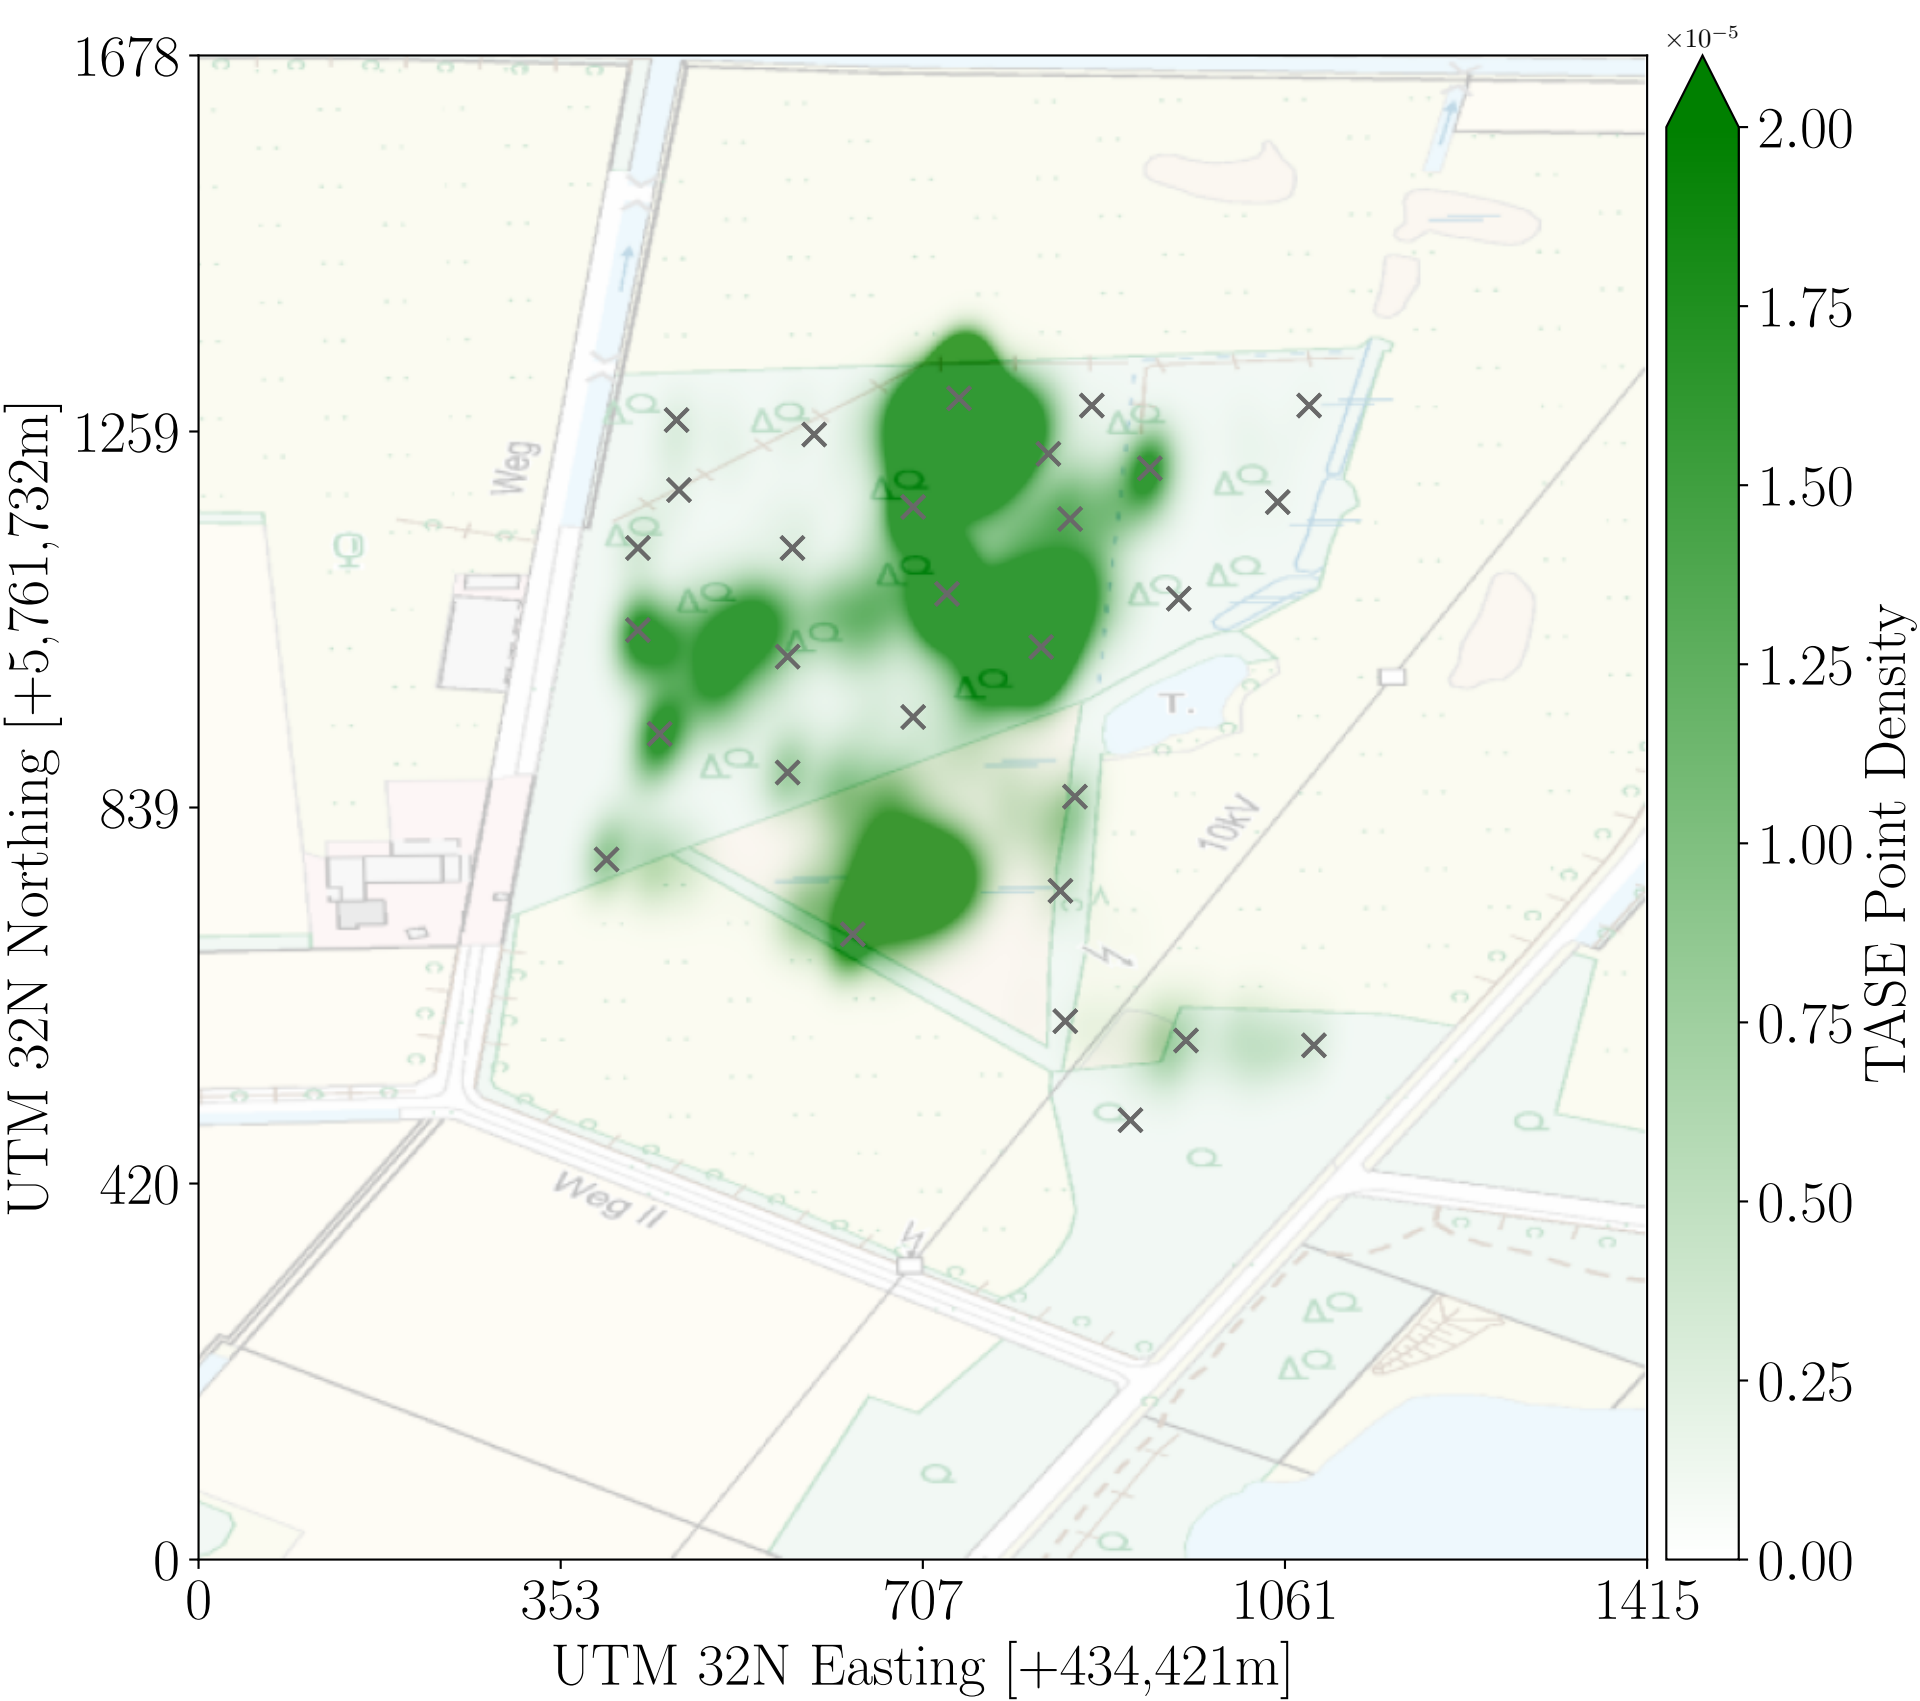 ×10⁻⁵
1678
1259
839
420
0
0
353
707
1061
1415
UTM 32N Easting [+434,421m]
UTM 32N Northing [+5,761,732m]
2.00
1.75
1.50
1.25
1.00
0.75
0.50
0.25
0.00
TASE Point Density
Weg
T.
10kV
Weg II